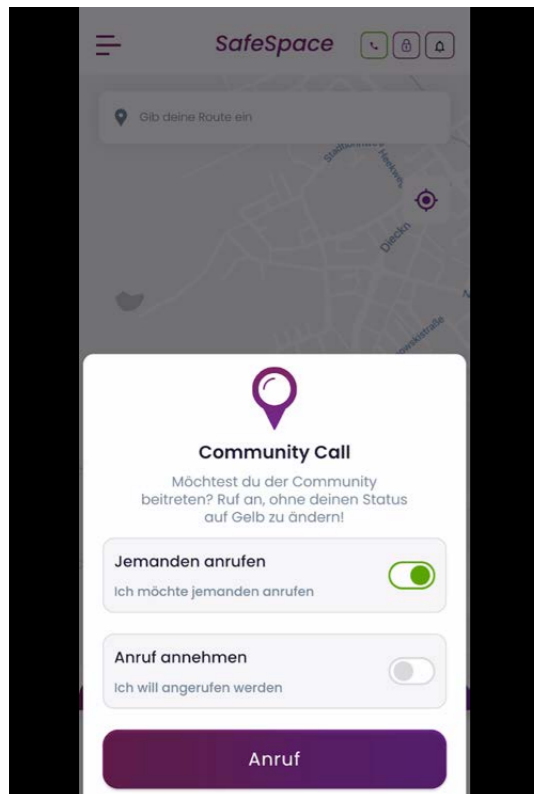 SafeSpace
Gib deine Route ein
Heekweg
Community Call
Möchtest du der Community
beitreten? Ruf an, ohne deinen Status
auf Gelb zu ändern!
Jemanden anrufen
Ich möchte jemanden anrufen
Anruf annehmen
Ich will angerufen werden
Anruf